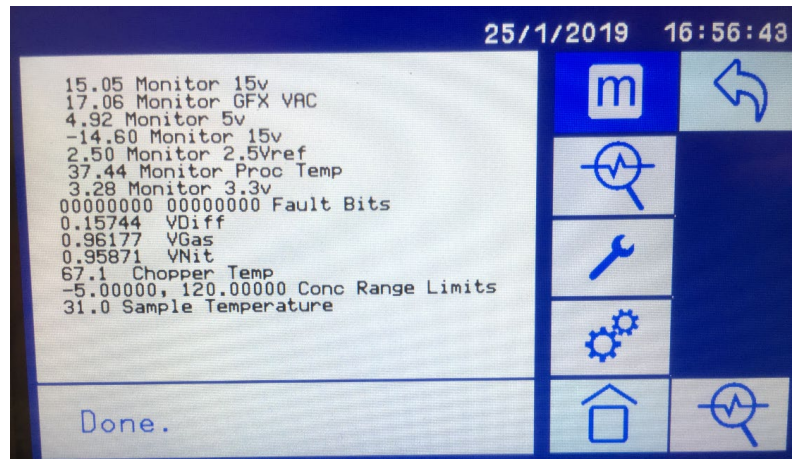 25/1/2019 16:56:43
15.05 Monitor 15v
17.06 Monitor GFX VAC
4.92 Monitor 5v
-14.60 Monitor 15v
2.50 Monitor 2.5Vref
37.44 Monitor Proc Temp
3.28 Monitor 3.3v
00000000 00000000 Fault Bits
0.15744 VDiff
0.96177 VGas
0.95871 VNit
67.1 Chopper Temp
-5.00000, 120.00000 Conc Range Limits
31.0 Sample Temperature
m
Done.